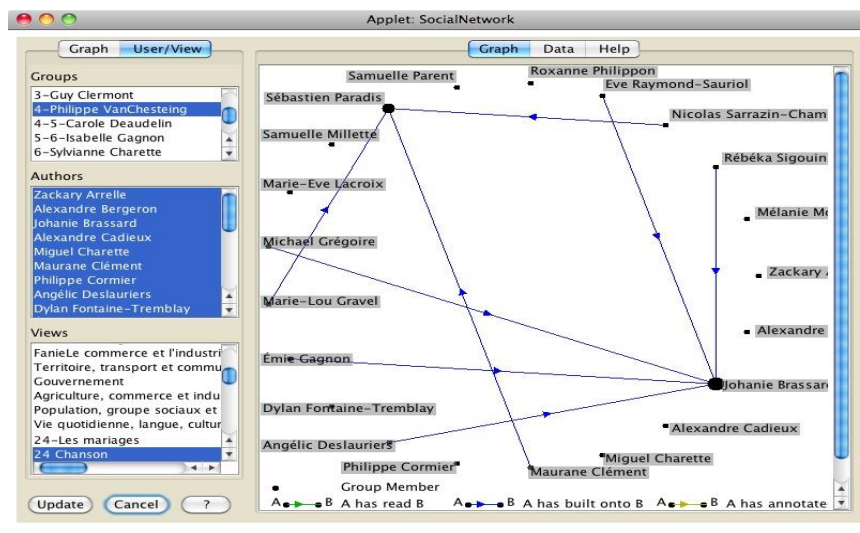 Applet: SocialNetwork
Graph User/View
Graph Data Help
Groups
3-Guy Clermont
4-Philippe VanChesteing
4-5-Carole Deaudelin
5-6-Isabelle Gagnon
6-Sylvianne Charette
Authors
Zackary Arrelle
Alexandre Bergeron
Johanie Brassard
Alexandre Cadieux
Miguel Charette
Maurane Clément
Philippe Cormier
Angélic Deslauriers
Dylan Fontaine-Tremblay
Views
FanieLe commerce et l'industri
Territoire, transport et commu
Gouvernement
Agriculture, commerce et indu
Population, groupe sociaux et
Vie quotidienne, langue, cultur
24-Les mariages
24 Chanson
Update Cancel ?
Samuelle Parent
Roxanne Philippon
Eve Raymond-Sauriol
Sébastien Paradis
Nicolas Sarrazin-Cham
Samuelle Millette
Rébéka Sigouin
Marie-Eve Lacroix
Mélanie Mo
Michael Grégoire
Zackary
Marie-Lou Gravel
Alexandre
Émie Gagnon
Johanie Brassar
Dylan Fontaine-Tremblay
Alexandre Cadieux
Angélic Deslauriers
Miguel Charette
Philippe Cormier
Maurane Clément
Group Member
A B A has read B A B A has built onto B A B A has annotate